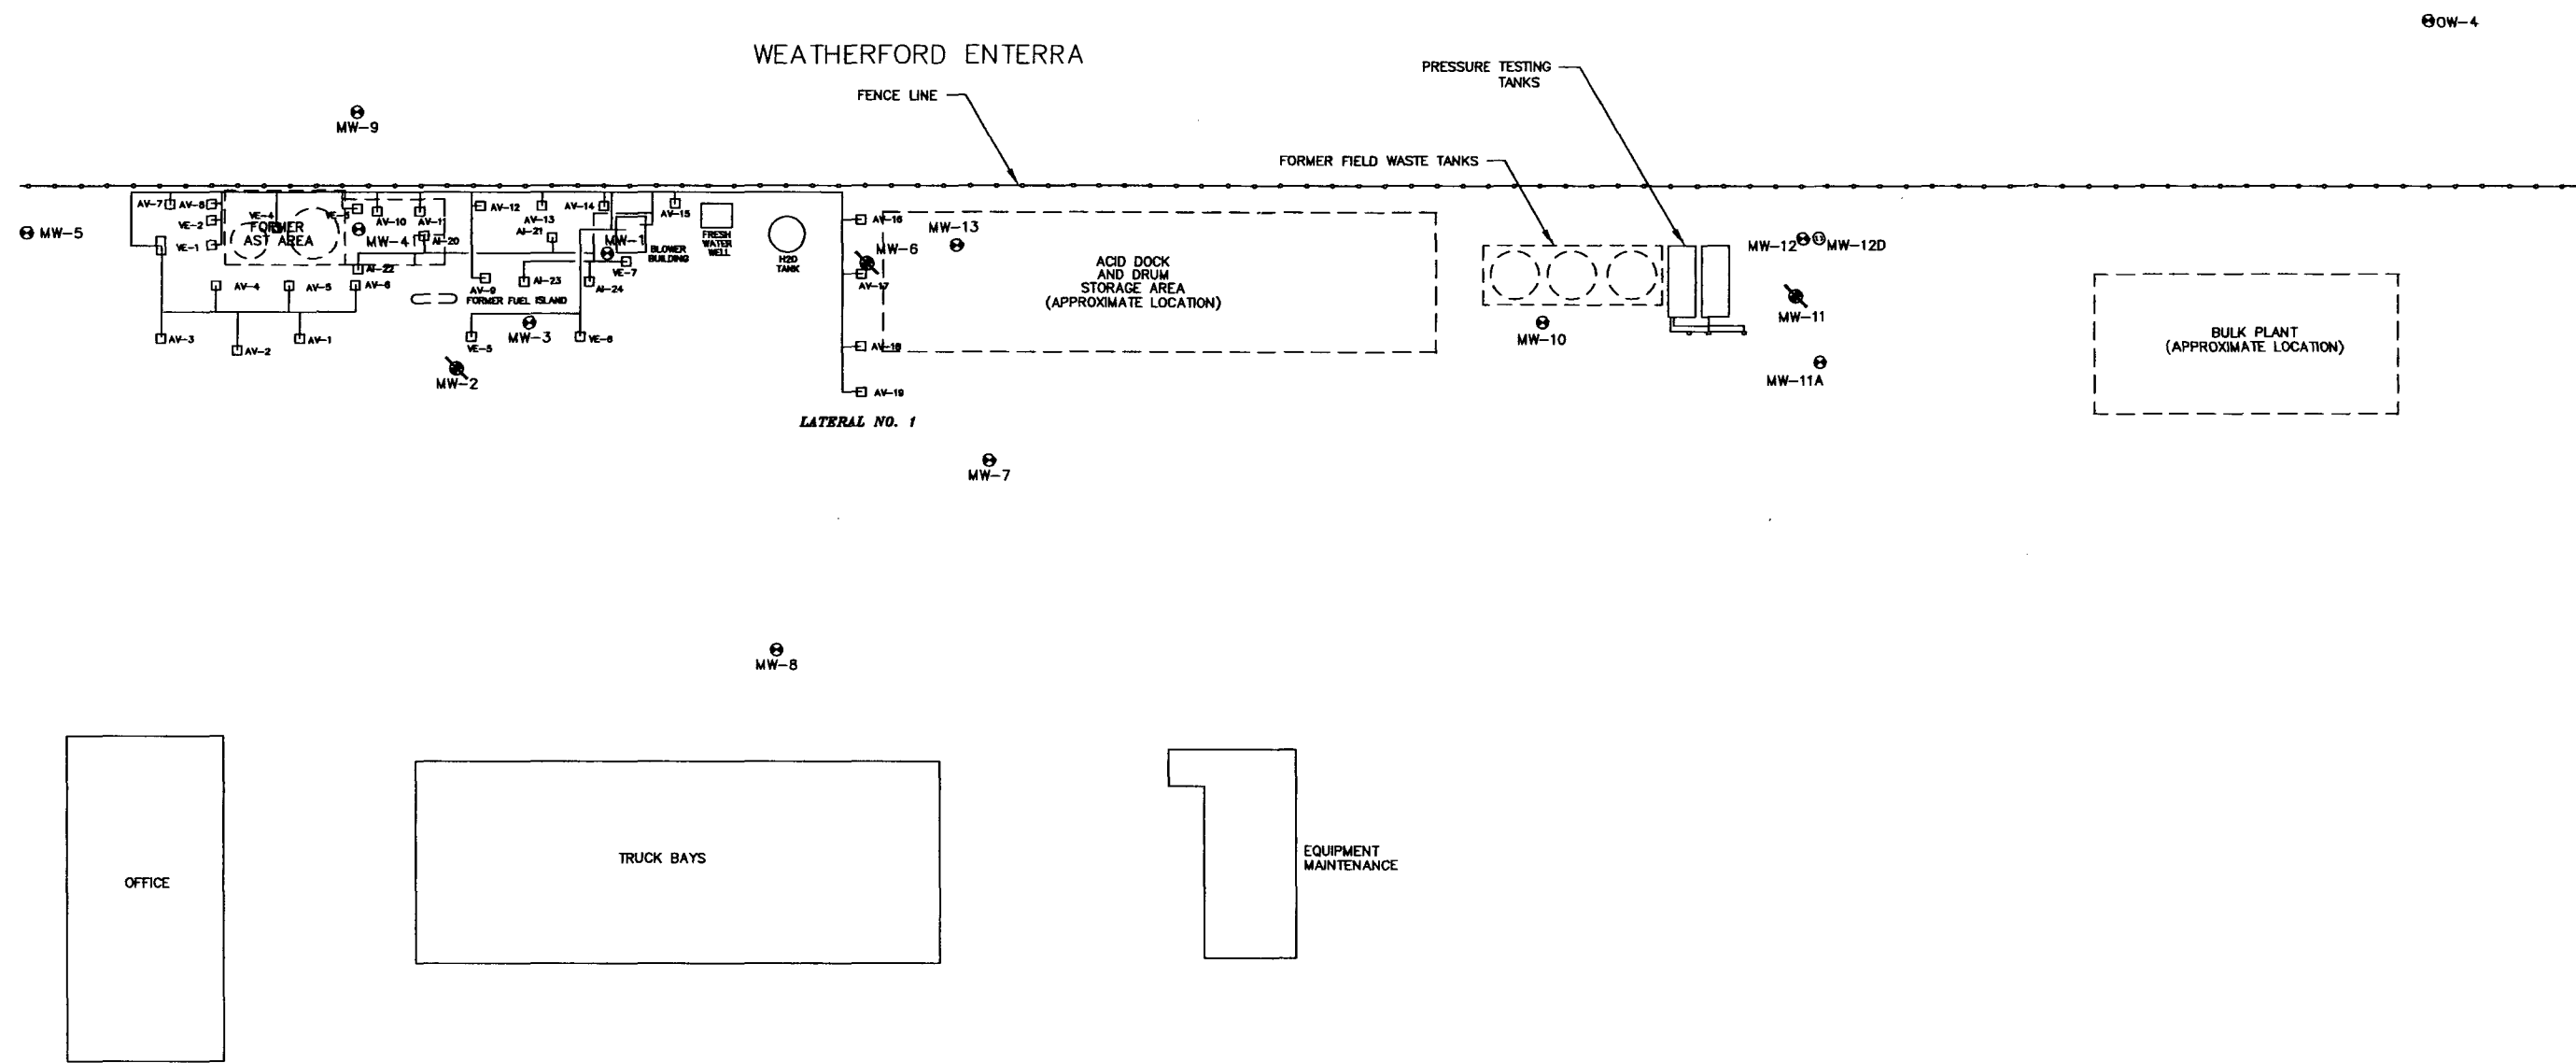 OW-4
WEATHERFORD ENTERRA
PRESSURE TESTING
TANKS
FENCE LINE
MW-9
FORMER FIELD WASTE TANKS
AV-7
AV-8
VE-4
VE-3
AV-10
AV-11
AV-12
AV-13
AV-14
AV-15
AV-16
VE-2
VE-1
FORMER
AST AREA
MW-5
MW-4
AI-20
AI-21
MW-1
BLOWER
BUILDING
FRESH
WATER
WELL
H2O
TANK
MW-13
MW-6
MW-12
MW-12D
AI-22
VE-7
AV-4
AV-5
AV-6
AV-9
AI-23
AI-24
AV-17
FORMER FUEL ISLAND
ACID DOCK
AND DRUM
STORAGE AREA
(APPROXIMATE LOCATION)
MW-11
AV-3
AV-2
AV-1
VE-5
MW-3
VE-6
AV-18
MW-10
BULK PLANT
(APPROXIMATE LOCATION)
MW-2
MW-11A
AV-19
LATERAL NO. 1
MW-7
MW-8
OFFICE
TRUCK BAYS
EQUIPMENT
MAINTENANCE